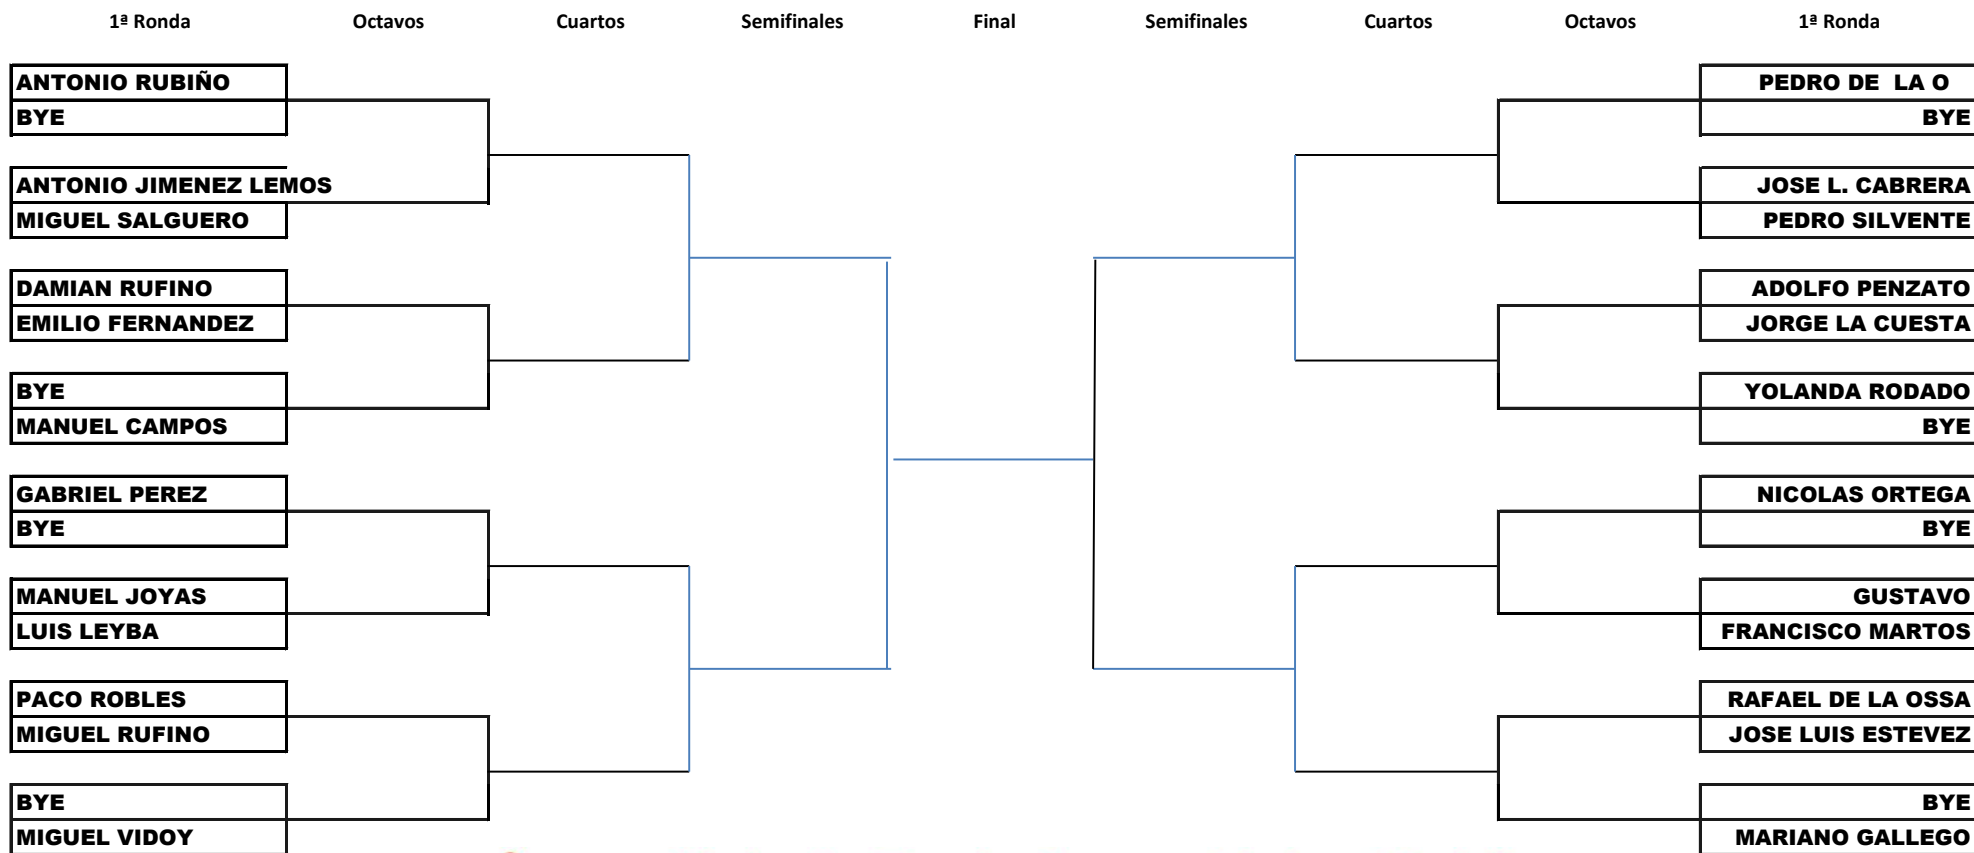 1ª Ronda Octavos Cuartos Semifinales Final Semifinales Cuartos Octavos 1ª Ronda
ANTONIO RUBIÑO PEDRO DE LA O
BYE BYE
ANTONIO JIMENEZ LEMOS JOSE L. CABRERA
MIGUEL SALGUERO PEDRO SILVENTE
DAMIAN RUFINO ADOLFO PENZATO
EMILIO FERNANDEZ JORGE LA CUESTA
BYE YOLANDA RODADO
MANUEL CAMPOS BYE
GABRIEL PEREZ NICOLAS ORTEGA
BYE BYE
MANUEL JOYAS GUSTAVO
LUIS LEYBA FRANCISCO MARTOS
PACO ROBLES RAFAEL DE LA OSSA
MIGUEL RUFINO JOSE LUIS ESTEVEZ
BYE BYE
MIGUEL VIDOY MARIANO GALLEGO